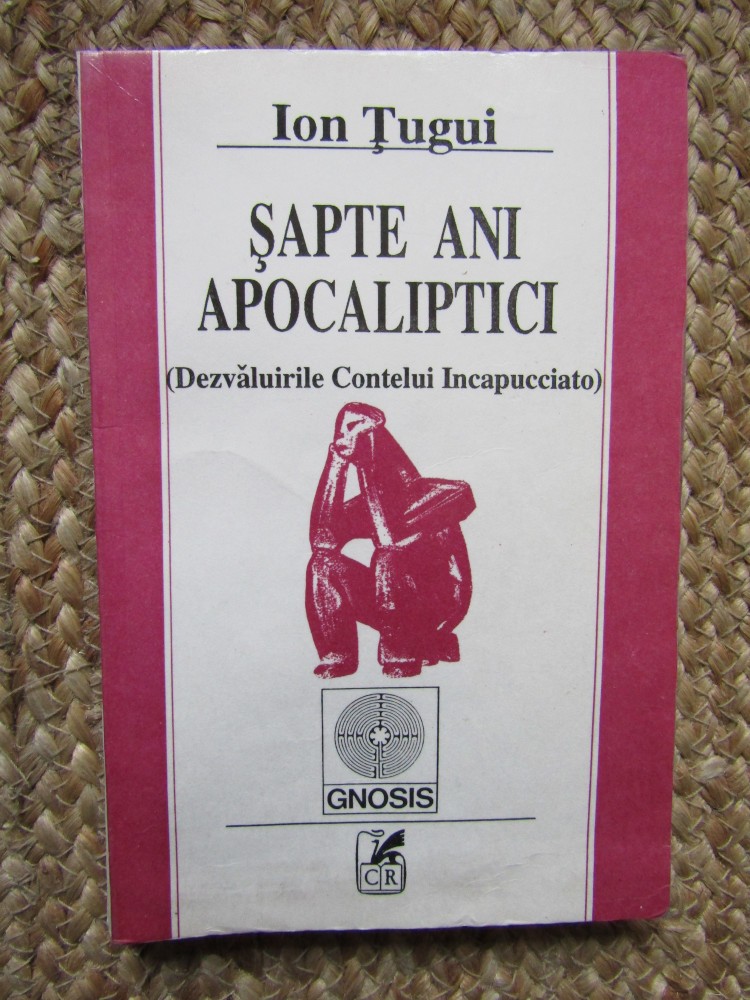 Ion Ţugui
ŞAPTE ANI
APOCALIPTICI
(Dezvăluirile Contelui Incapucciato)
GNOSIS
CR